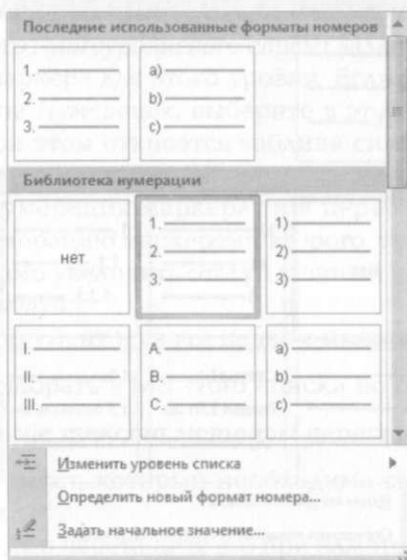 Последние использованные форматы номеров
1. a)
2. b)
3. c)
Библиотека нумерации
нет
1. 1)
2. 2)
3. 3)
I. A. a)
II. B. b)
III. C. c)
Изменить уровень списка
Определить новый формат номера...
Задать начальное значение...